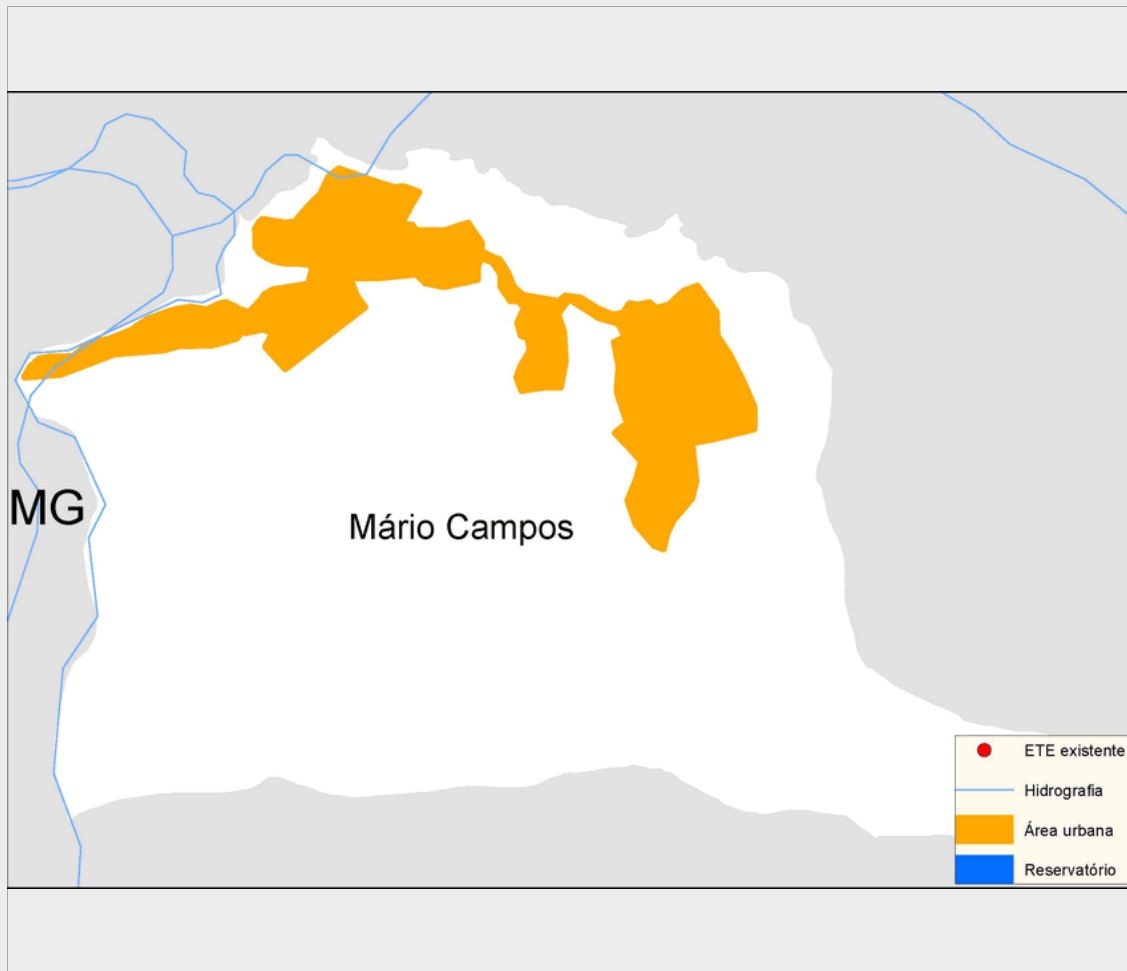 MG
Mário Campos
ETE existente
Hidrografia
Área urbana
Reservatório